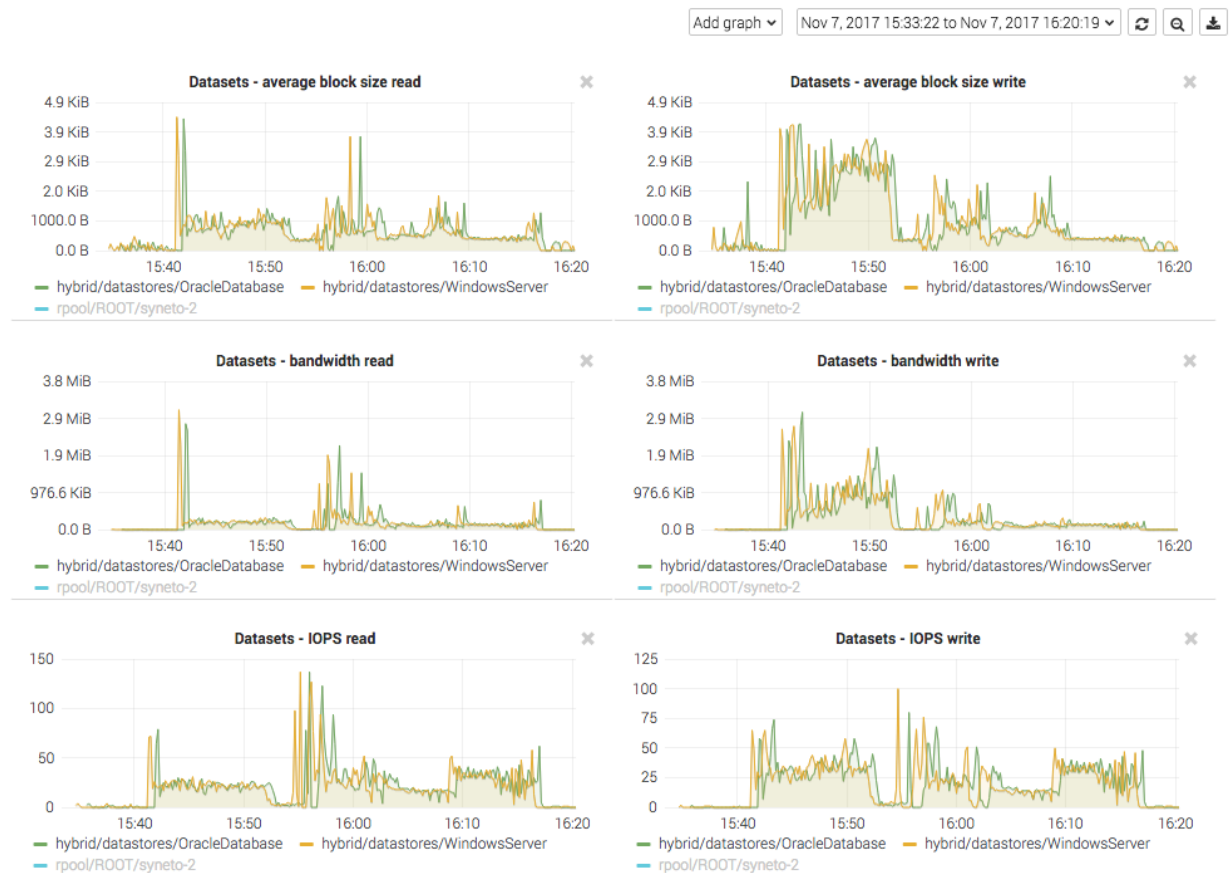 Add graph Nov 7, 2017 15:33:22 to Nov 7, 2017 16:20:19
Datasets - average block size read
4.9 KiB
3.9 KiB
2.9 KiB
2.0 KiB
1000.0 B
0.0 B
15:40 15:50 16:00 16:10 16:20
hybrid/datastores/OracleDatabase hybrid/datastores/WindowsServer
rpool/ROOT/syneto-2
Datasets - average block size write
4.9 KiB
3.9 KiB
2.9 KiB
2.0 KiB
1000.0 B
0.0 B
15:40 15:50 16:00 16:10 16:20
hybrid/datastores/OracleDatabase hybrid/datastores/WindowsServer
rpool/ROOT/syneto-2
Datasets - bandwidth read
3.8 MiB
2.9 MiB
1.9 MiB
976.6 KiB
0.0 B
15:40 15:50 16:00 16:10 16:20
hybrid/datastores/OracleDatabase hybrid/datastores/WindowsServer
rpool/ROOT/syneto-2
Datasets - bandwidth write
3.8 MiB
2.9 MiB
1.9 MiB
976.6 KiB
0.0 B
15:40 15:50 16:00 16:10 16:20
hybrid/datastores/OracleDatabase hybrid/datastores/WindowsServer
rpool/ROOT/syneto-2
Datasets - IOPS read
150
100
50
0
15:40 15:50 16:00 16:10 16:20
hybrid/datastores/OracleDatabase hybrid/datastores/WindowsServer
rpool/ROOT/syneto-2
Datasets - IOPS write
125
100
75
50
25
0
15:40 15:50 16:00 16:10 16:20
hybrid/datastores/OracleDatabase hybrid/datastores/WindowsServer
rpool/ROOT/syneto-2